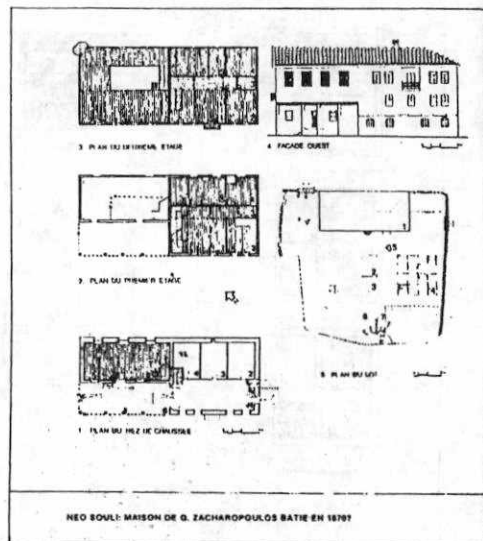 3 PLAN DU DEUXIEME ETAGE
4 FACADE OUEST
2 PLAN DU PREMIER ETAGE
5 PLAN DU LOT
1 PLAN DU REZ DE CHAUSSEE
NEO SOULI: MAISON DE G. ZACHAROPOULOS BATIE EN 1879?